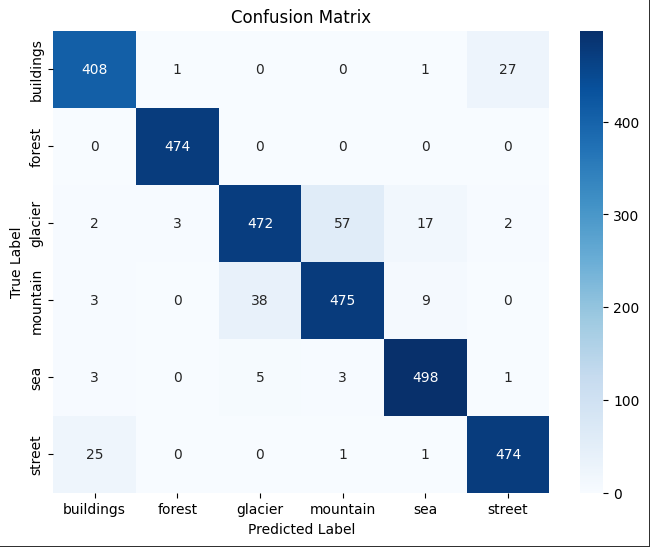 Confusion Matrix
True Label
buildings 408 1 0 0 1 27
forest 0 474 0 0 0 0
glacier 2 3 472 57 17 2
mountain 3 0 38 475 9 0
sea 3 0 5 3 498 1
street 25 0 0 1 1 474
buildings forest glacier mountain sea street
Predicted Label
400
300
200
100
0